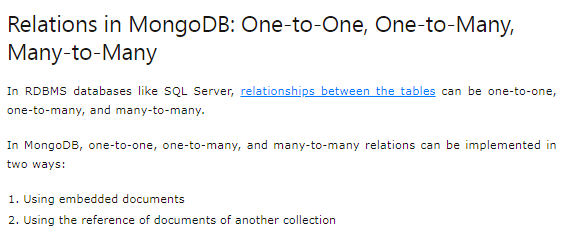 Relations in MongoDB: One-to-One, One-to-Many,
Many-to-Many
In RDBMS databases like SQL Server, relationships between the tables can be one-to-one,
one-to-many, and many-to-many.
In MongoDB, one-to-one, one-to-many, and many-to-many relations can be implemented in
two ways:
1. Using embedded documents
2. Using the reference of documents of another collection